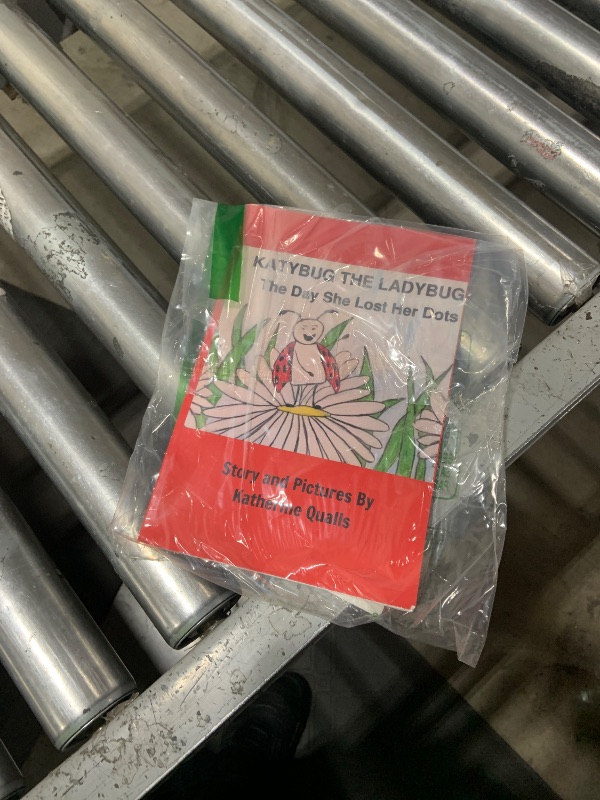 KATYBUG THE LADYBUG-
The Day She Lost Her Dots
Story and Pictures By
Katherine Qualls